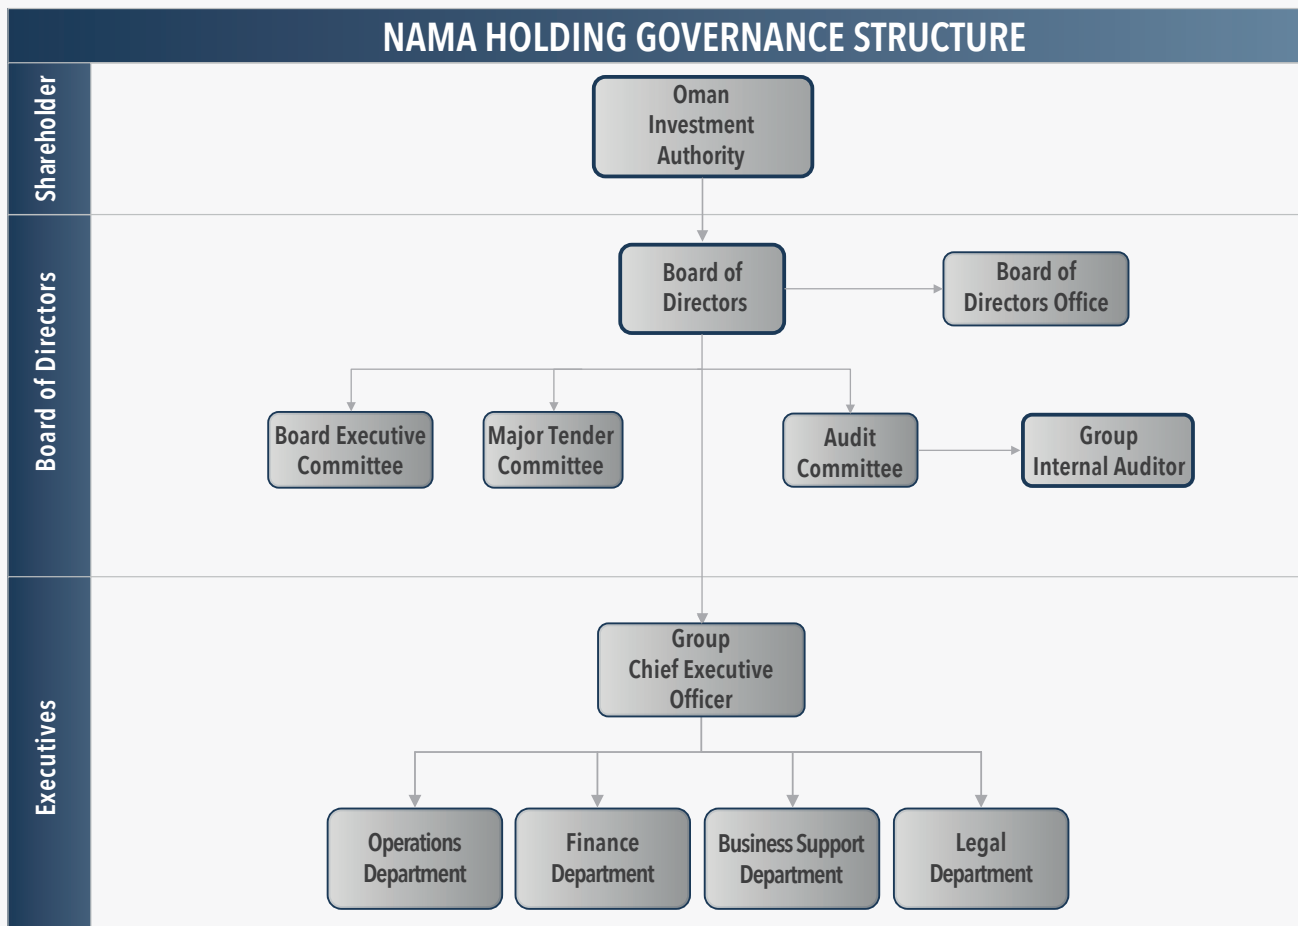 NAMA HOLDING GOVERNANCE STRUCTURE
Shareholder
Oman
Investment
Authority
Board of Directors
Board of
Directors
Board of
Directors Office
Board Executive
Committee
Major Tender
Committee
Audit
Committee
Group
Internal Auditor
Executives
Group
Chief Executive
Officer
Operations
Department
Finance
Department
Business Support
Department
Legal
Department